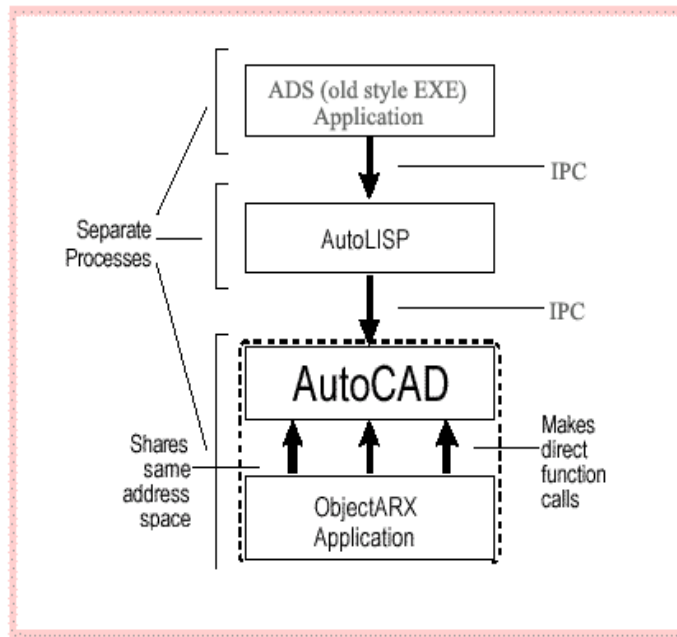 ADS (old style EXE)
Application
IPC
Separate
Processes
AutoLISP
IPC
AutoCAD
Shares
same
address
space
Makes
direct
function
calls
ObjectARX
Application